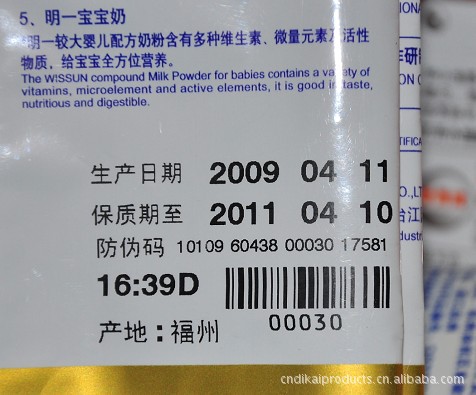 5、明一宝宝奶
明一较大婴儿配方奶粉含有多种维生素、微量元素及活性
物质，给宝宝全方位营养。
The WISSUN compound Milk Powder for babies contains a variety of
vitamins, microelement and active elements, it is good in taste,
nutritious and digestible.
生产日期 2009 04 11
保质期至 2011 04 10
防伪码 10109 60438 00030 17581
16:39D
00030
产地：福州
cndikaiproducts.cn.alibaba.com